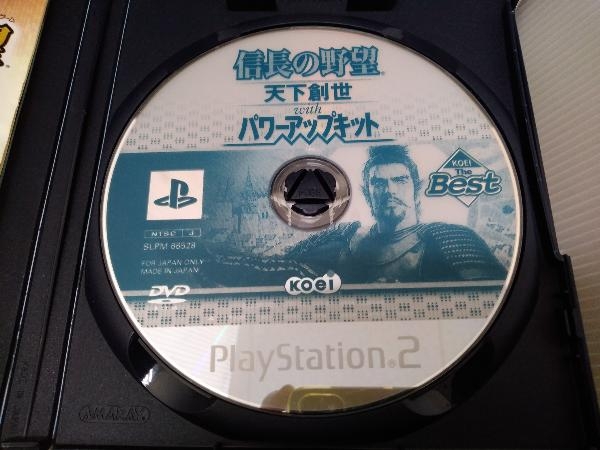 信長の野望®
天下創世
with
パワーアップキット
KOEI
The
Best
NTSC J
SLPM 66528
FOR JAPAN ONLY
MADE IN JAPAN
DVD
KOEI
PlayStation®2
AMARAY